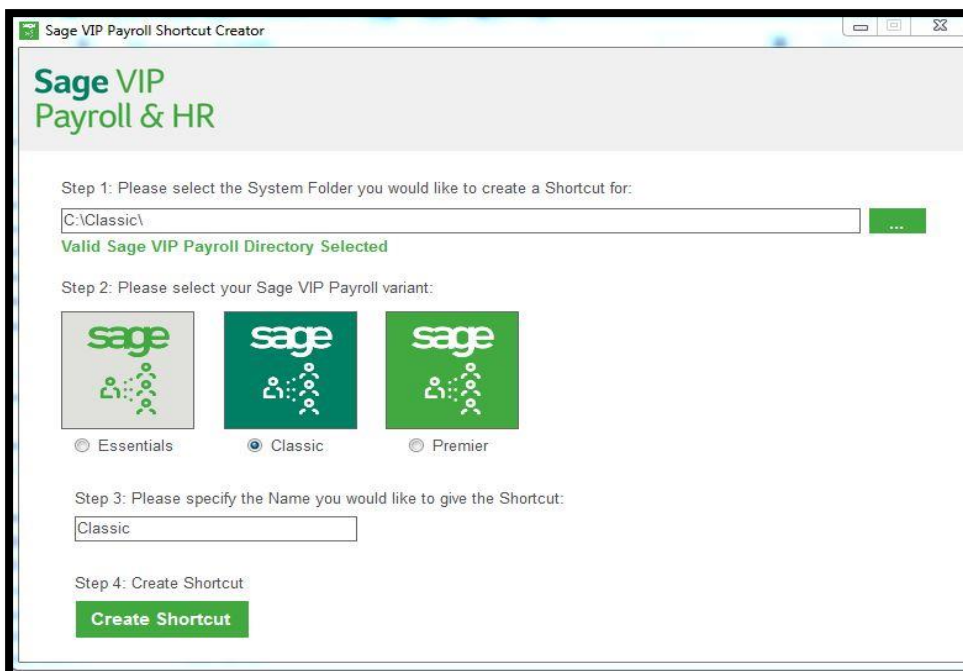 Sage VIP Payroll Shortcut Creator
Sage VIP
Payroll & HR
Step 1: Please select the System Folder you would like to create a Shortcut for:
C:\Classic\
...
Valid Sage VIP Payroll Directory Selected
Step 2: Please select your Sage VIP Payroll variant:
sage sage sage
Essentials Classic Premier
Step 3: Please specify the Name you would like to give the Shortcut:
Classic
Step 4: Create Shortcut
Create Shortcut